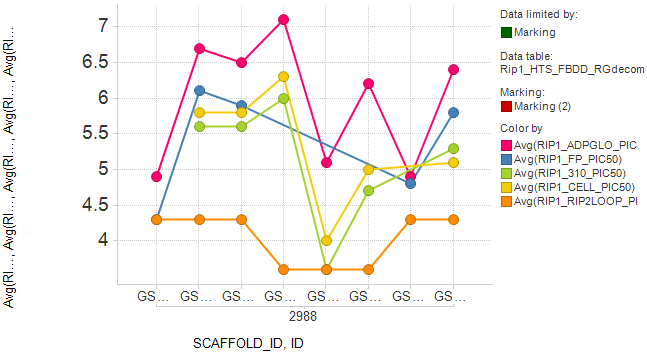 Avg(RI..., Avg(RI..., Avg(RI..., Avg(RI..., Avg(RI...
7
6.5
6
5.5
5
4.5
4
GS... GS... GS... GS... GS... GS... GS... GS...
2988
SCAFFOLD_ID, ID
Data limited by:
Marking
Data table:
Rip1_HTS_FBDD_RGdecom
Marking:
Marking (2)
Color by
Avg(RIP1_ADPGLO_PIC
Avg(RIP1_FP_PIC50)
Avg(RIP1_310_PIC50)
Avg(RIP1_CELL_PIC50)
Avg(RIP1_RIP2LOOP_PI